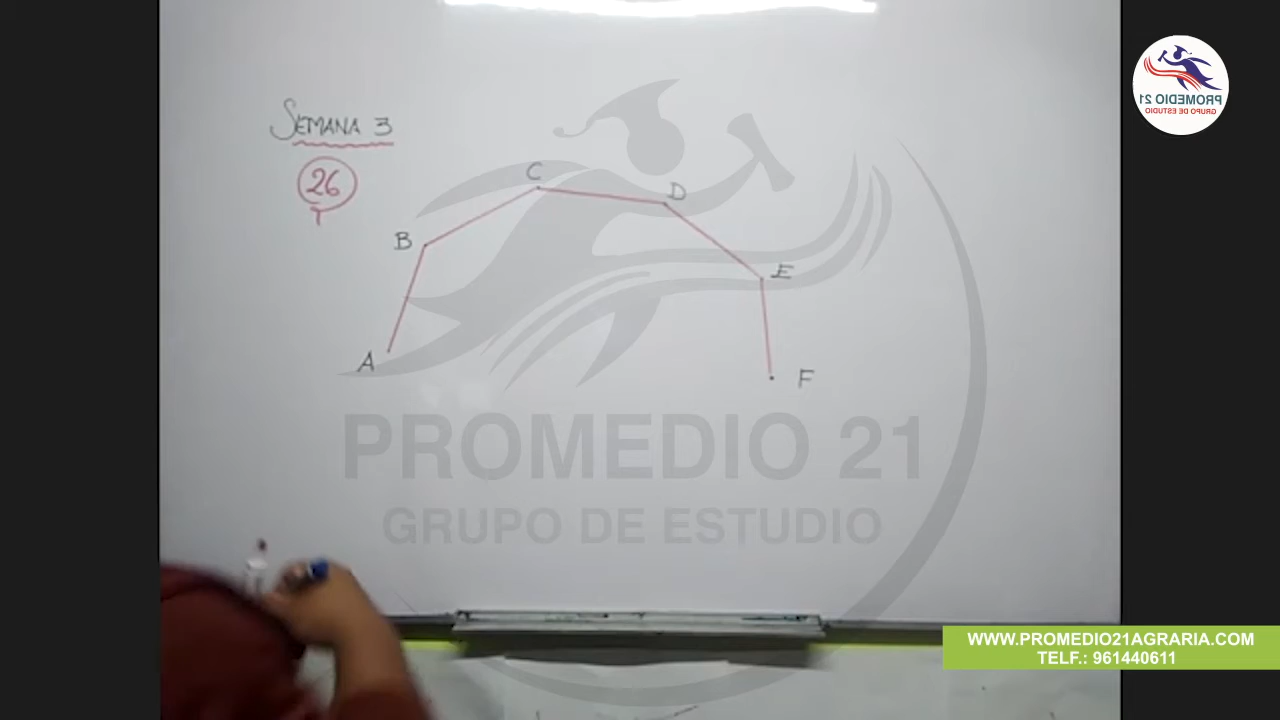 PROMEDIO 21
GRUPO DE ESTUDIO
SEMANA 3
26
C
D
B
E
A
F
PROMEDIO 21
GRUPO DE ESTUDIO
WWW.PROMEDIO21AGRARIA.COM
TELF.: 961440611